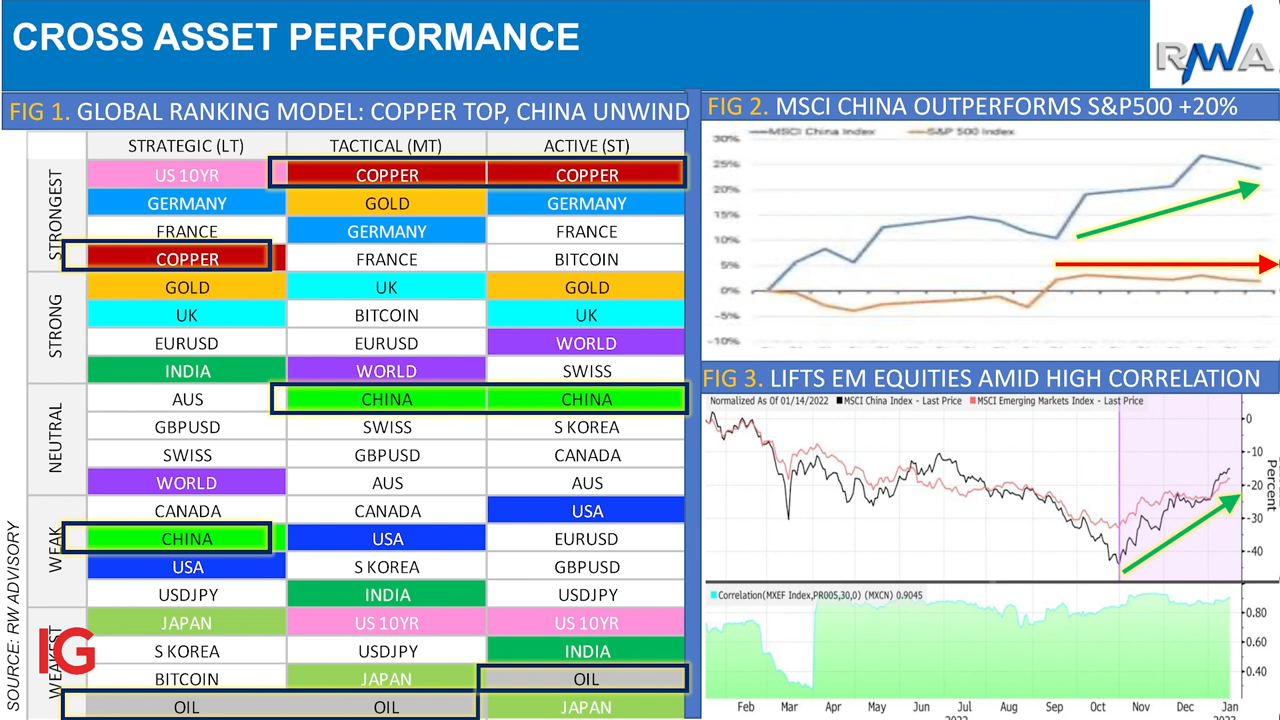 CROSS ASSET PERFORMANCE
RWA
FIG 1. GLOBAL RANKING MODEL: COPPER TOP, CHINA UNWIND
STRATEGIC (LT) TACTICAL (MT) ACTIVE (ST)
STRONGEST
US 10YR COPPER COPPER
GERMANY GOLD GERMANY
FRANCE GERMANY FRANCE
COPPER FRANCE BITCOIN
STRONG
GOLD UK GOLD
UK BITCOIN UK
EURUSD EURUSD WORLD
INDIA WORLD SWISS
NEUTRAL
AUS CHINA CHINA
GBPUSD SWISS S KOREA
SWISS GBPUSD CANADA
WORLD AUS AUS
WEAK
CANADA CANADA USA
CHINA USA EURUSD
USA S KOREA GBPUSD
USDJPY INDIA USDJPY
WEAKEST
JAPAN US 10YR US 10YR
S KOREA USDJPY INDIA
BITCOIN JAPAN OIL
OIL OIL JAPAN
SOURCE: RW ADVISORY
IG
FIG 2. MSCI CHINA OUTPERFORMS S&P500 +20%
MSCI China Index S&P 500 Index
30%
25%
20%
15%
10%
5%
0%
-5%
-10%
FIG 3. LIFTS EM EQUITIES AMID HIGH CORRELATION
Normalized As Of 01/14/2022 MSCI China Index - Last Price MSCI Emerging Markets Index - Last Price
0
-10
-20
-30
-40
Percent
Correlation(MXEF Index,PR005,30,0) (MXCN) 0.9045
0.80
0.60
0.40
Feb Mar Apr May Jun Jul Aug Sep Oct Nov Dec Jan